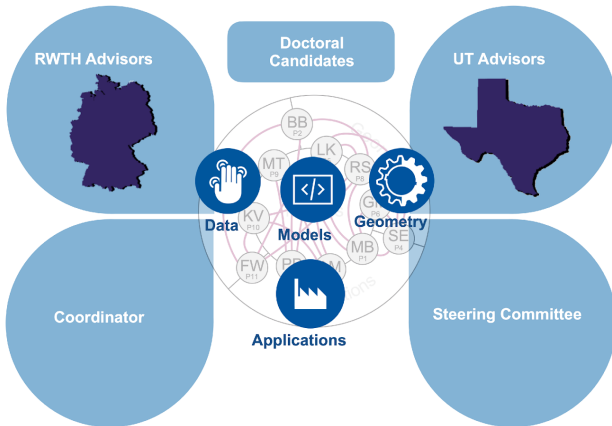 Doctoral
Candidates
RWTH Advisors
UT Advisors
BB
P2
LK
MT
P9
RS
P8
Data
Models
Geometry
KV
P10
SE
P4
MB
P1
FW
P11
Coordinator
Steering Committee
Applications